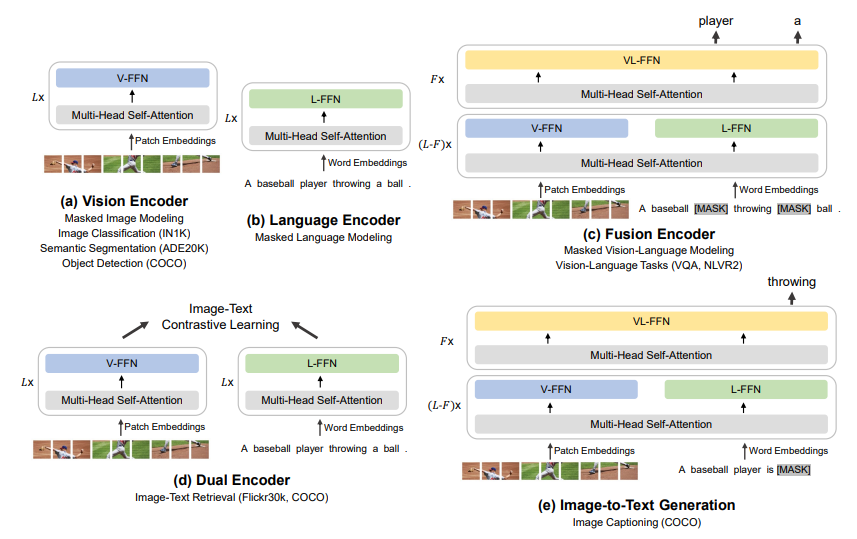 V-FFN
Multi-Head Self-Attention
Lx
Patch Embeddings
(a) Vision Encoder
Masked Image Modeling
Image Classification (IN1K)
Semantic Segmentation (ADE20K)
Object Detection (COCO)
L-FFN
Multi-Head Self-Attention
Lx
Word Embeddings
A baseball player throwing a ball .
(b) Language Encoder
Masked Language Modeling
player a
VL-FFN
Fx
Multi-Head Self-Attention
V-FFN L-FFN
(L-F)x
Multi-Head Self-Attention
Patch Embeddings Word Embeddings
A baseball [MASK] throwing [MASK] ball .
(c) Fusion Encoder
Masked Vision-Language Modeling
Vision-Language Tasks (VQA, NLVR2)
Image-Text
Contrastive Learning
V-FFN L-FFN
Lx Multi-Head Self-Attention Lx Multi-Head Self-Attention
Patch Embeddings Word Embeddings
A baseball player throwing a ball .
(d) Dual Encoder
Image-Text Retrieval (Flickr30k, COCO)
throwing
VL-FFN
Fx
Multi-Head Self-Attention
V-FFN L-FFN
(L-F)x
Multi-Head Self-Attention
Patch Embeddings Word Embeddings
A baseball player is [MASK]
(e) Image-to-Text Generation
Image Captioning (COCO)